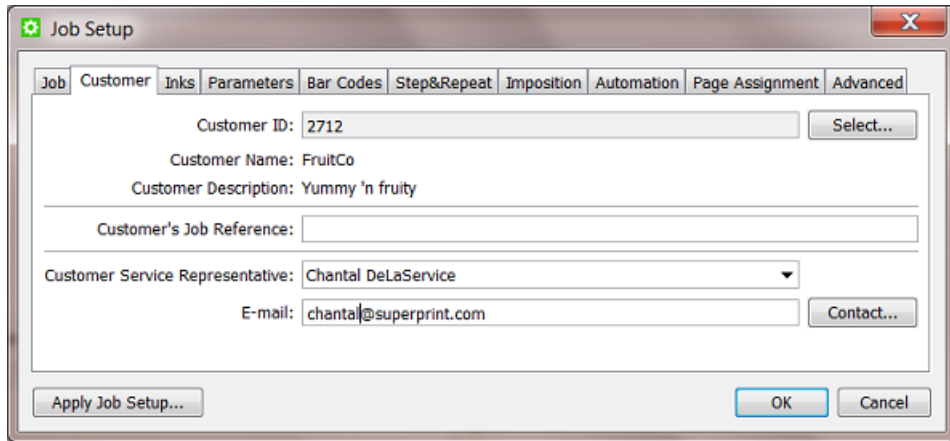 Job Setup
Job Customer Inks Parameters Bar Codes Step&Repeat Imposition Automation Page Assignment Advanced
Customer ID: 2712 Select...
Customer Name: FruitCo
Customer Description: Yummy 'n fruity
Customer's Job Reference:
Customer Service Representative: Chantal DeLaService
E-mail: chantal@superprint.com Contact...
Apply Job Setup... OK Cancel